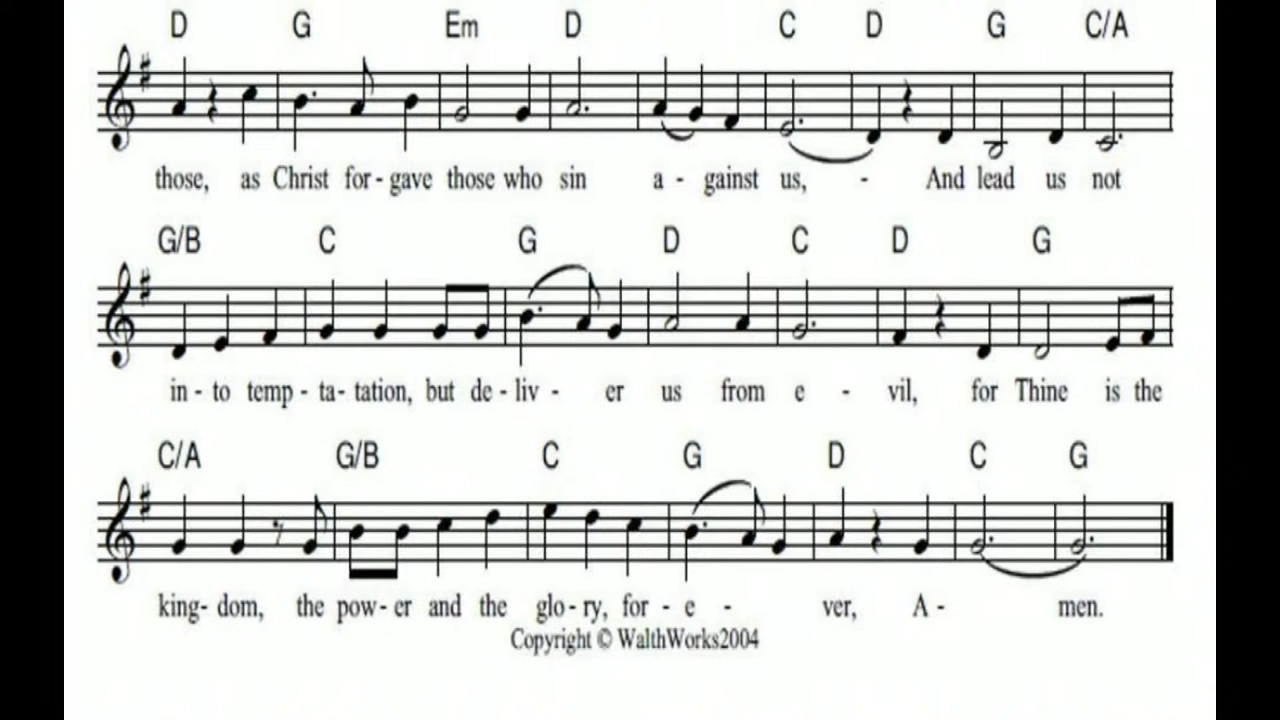 D G Em D C D G C/A
those, as Christ for - gave those who sin a - gainst us, - And lead us not
G/B C G D C D G
in - to temp - ta- tation, but de - liv - er us from e - vil, for Thine is the
C/A G/B C G D C G
king- dom, the pow - er and the glo - ry, for - e - ver, A - men.
Copyright © WalthWorks2004